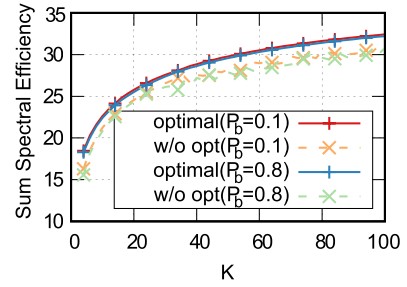 35
30
25
20
15
10
Sum Spectral Efficiency
optimal(P_b=0.1)
w/o opt(P_b=0.1)
optimal(P_b=0.8)
w/o opt(P_b=0.8)
0 20 40 60 80 100
K